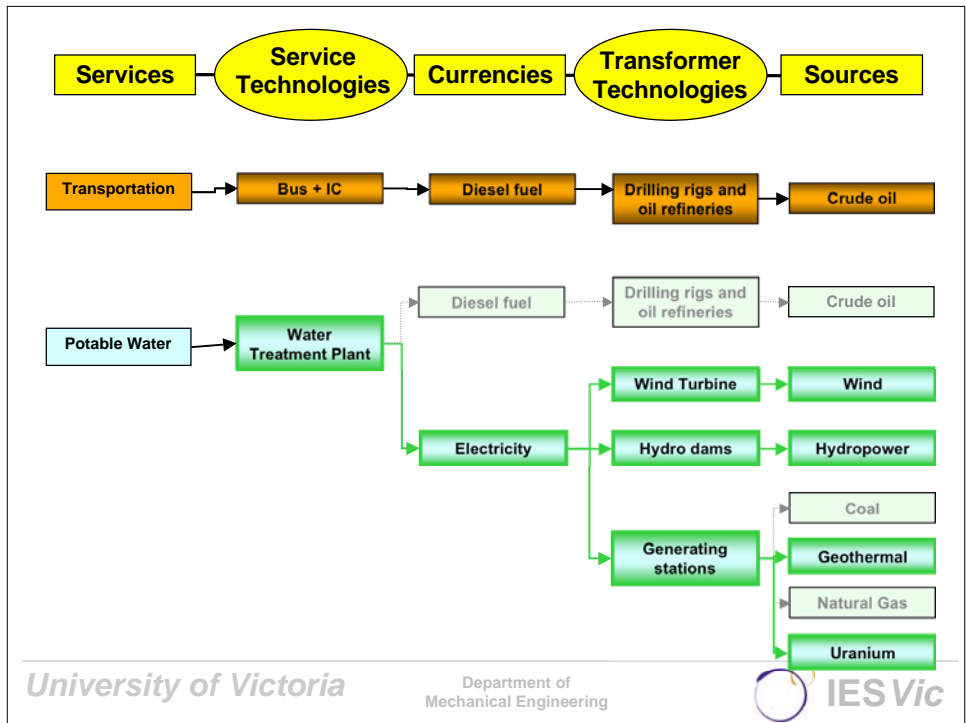 Services
Service
Technologies
Currencies
Transformer
Technologies
Sources
Transportation
Bus + IC
Diesel fuel
Drilling rigs and
oil refineries
Crude oil
Diesel fuel
Drilling rigs and
oil refineries
Crude oil
Potable Water
Water
Treatment Plant
Wind Turbine
Wind
Electricity
Hydro dams
Hydropower
Coal
Generating
stations
Geothermal
Natural Gas
Uranium
University of Victoria
Department of
Mechanical Engineering
IESVic